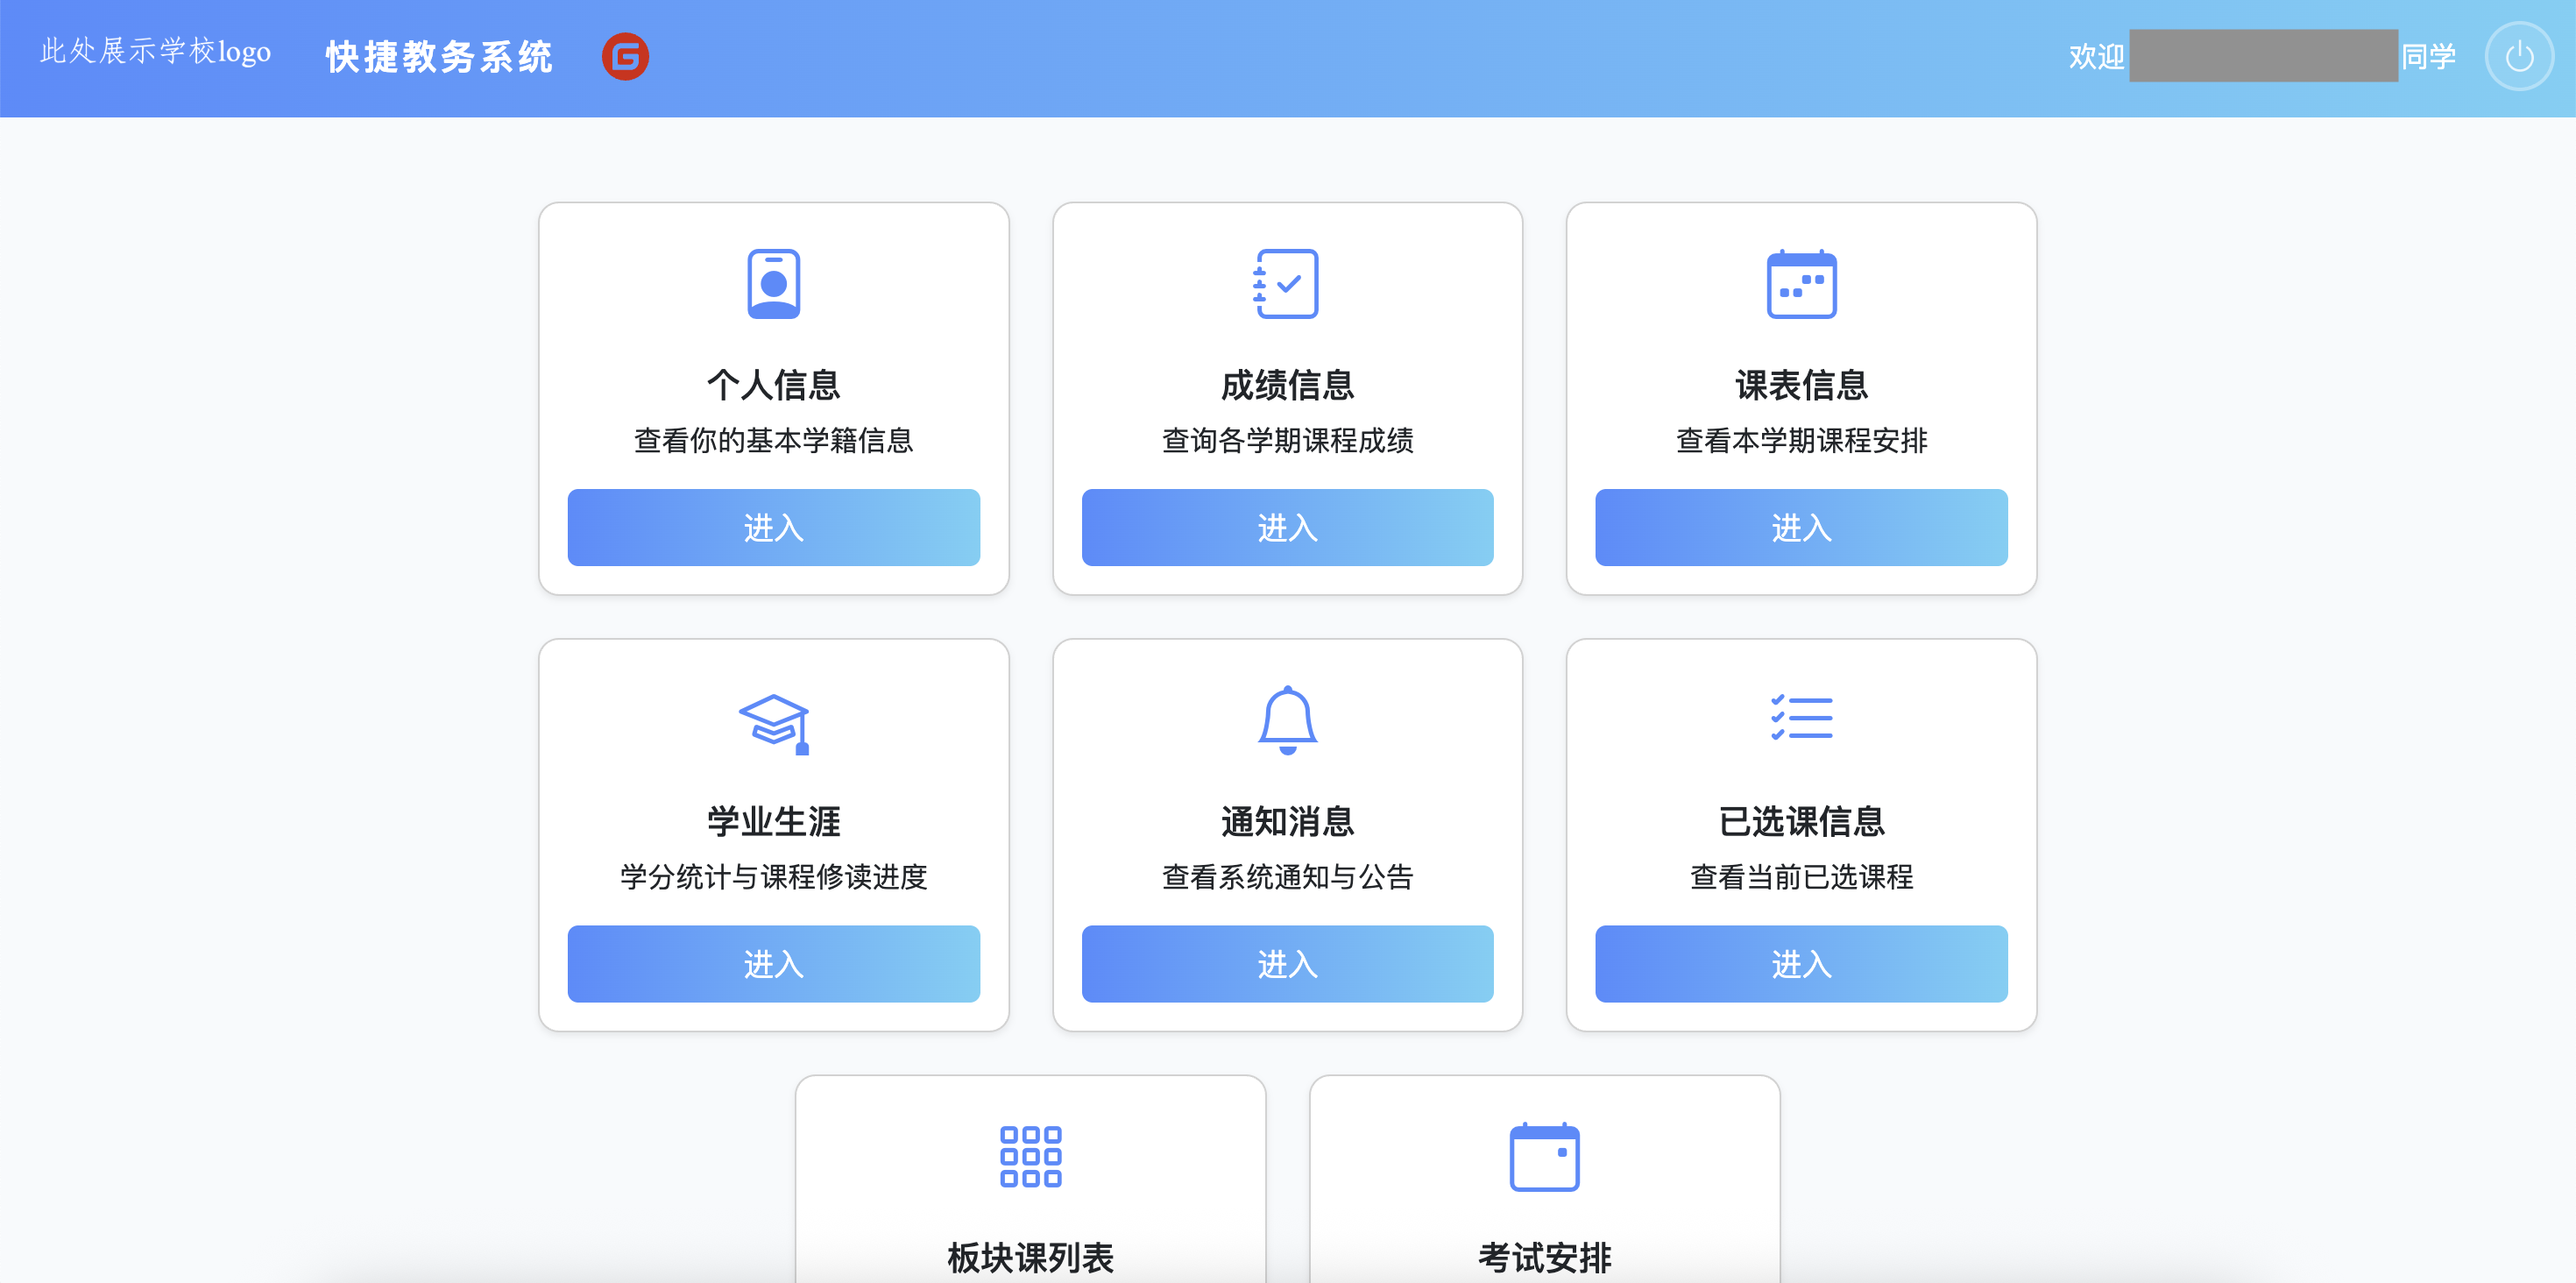 此处展示学校logo 快捷教务系统 G 欢迎 同学
个人信息 成绩信息 课表信息
查看你的基本学籍信息 查询各学期课程成绩 查看本学期课程安排
进入 进入 进入
学业生涯 通知消息 已选课信息
学分统计与课程修读进度 查看系统通知与公告 查看当前已选课程
进入 进入 进入
板块课列表 考试安排